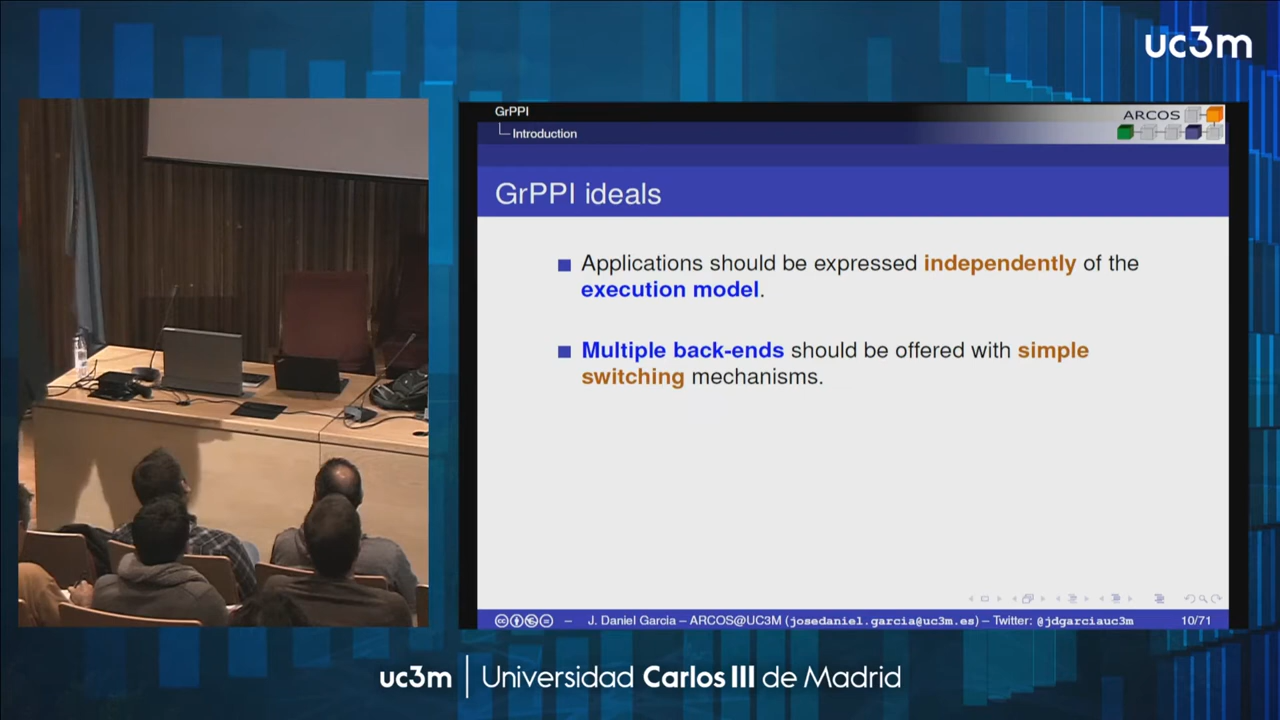 uc3m
GrPPI
Introduction
ARCOS
GrPPI ideals
Applications should be expressed independently of the
execution model.
Multiple back-ends should be offered with simple
switching mechanisms.
J. Daniel Garcia – ARCOS@UC3M (josedaniel.garcia@uc3m.es) – Twitter: @jdgarciauc3m
10/71
uc3m | Universidad Carlos III de Madrid